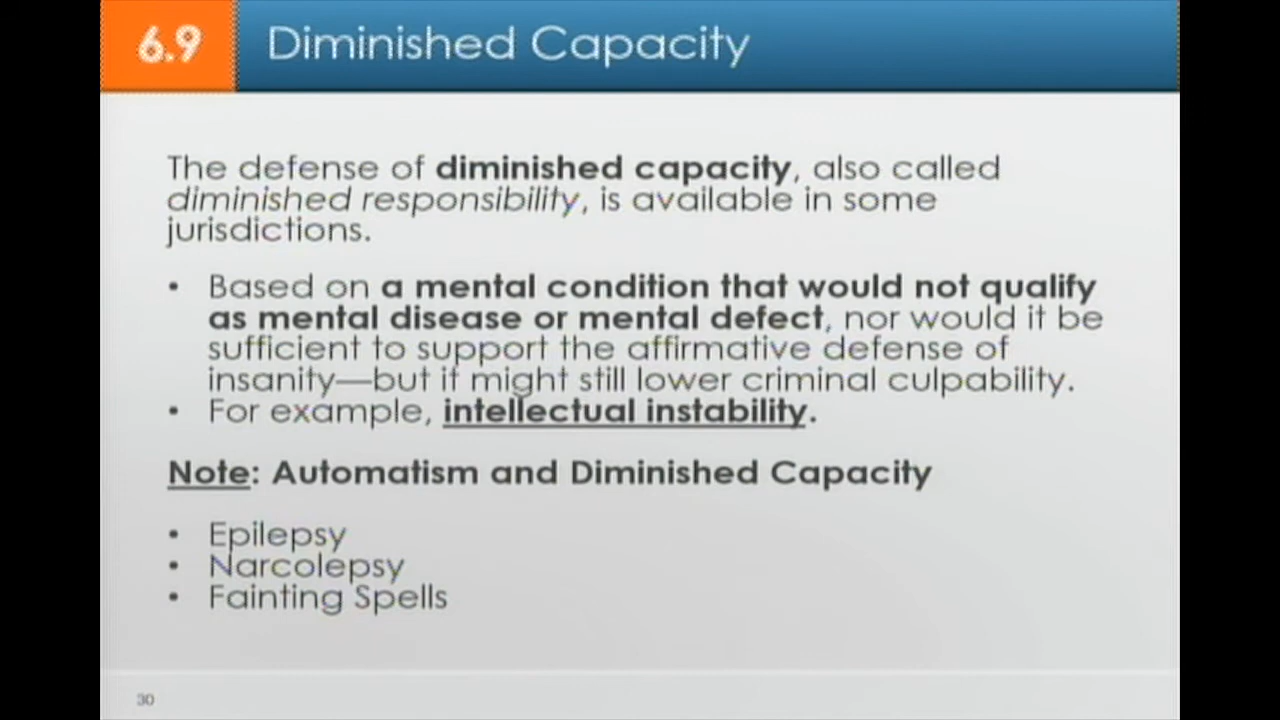 6.9 Diminished Capacity
The defense of diminished capacity, also called
diminished responsibility, is available in some
jurisdictions.
• Based on a mental condition that would not qualify
as mental disease or mental defect, nor would it be
sufficient to support the affirmative defense of
insanity—but it might still lower criminal culpability.
• For example, intellectual instability.
Note: Automatism and Diminished Capacity
• Epilepsy
• Narcolepsy
• Fainting Spells
30